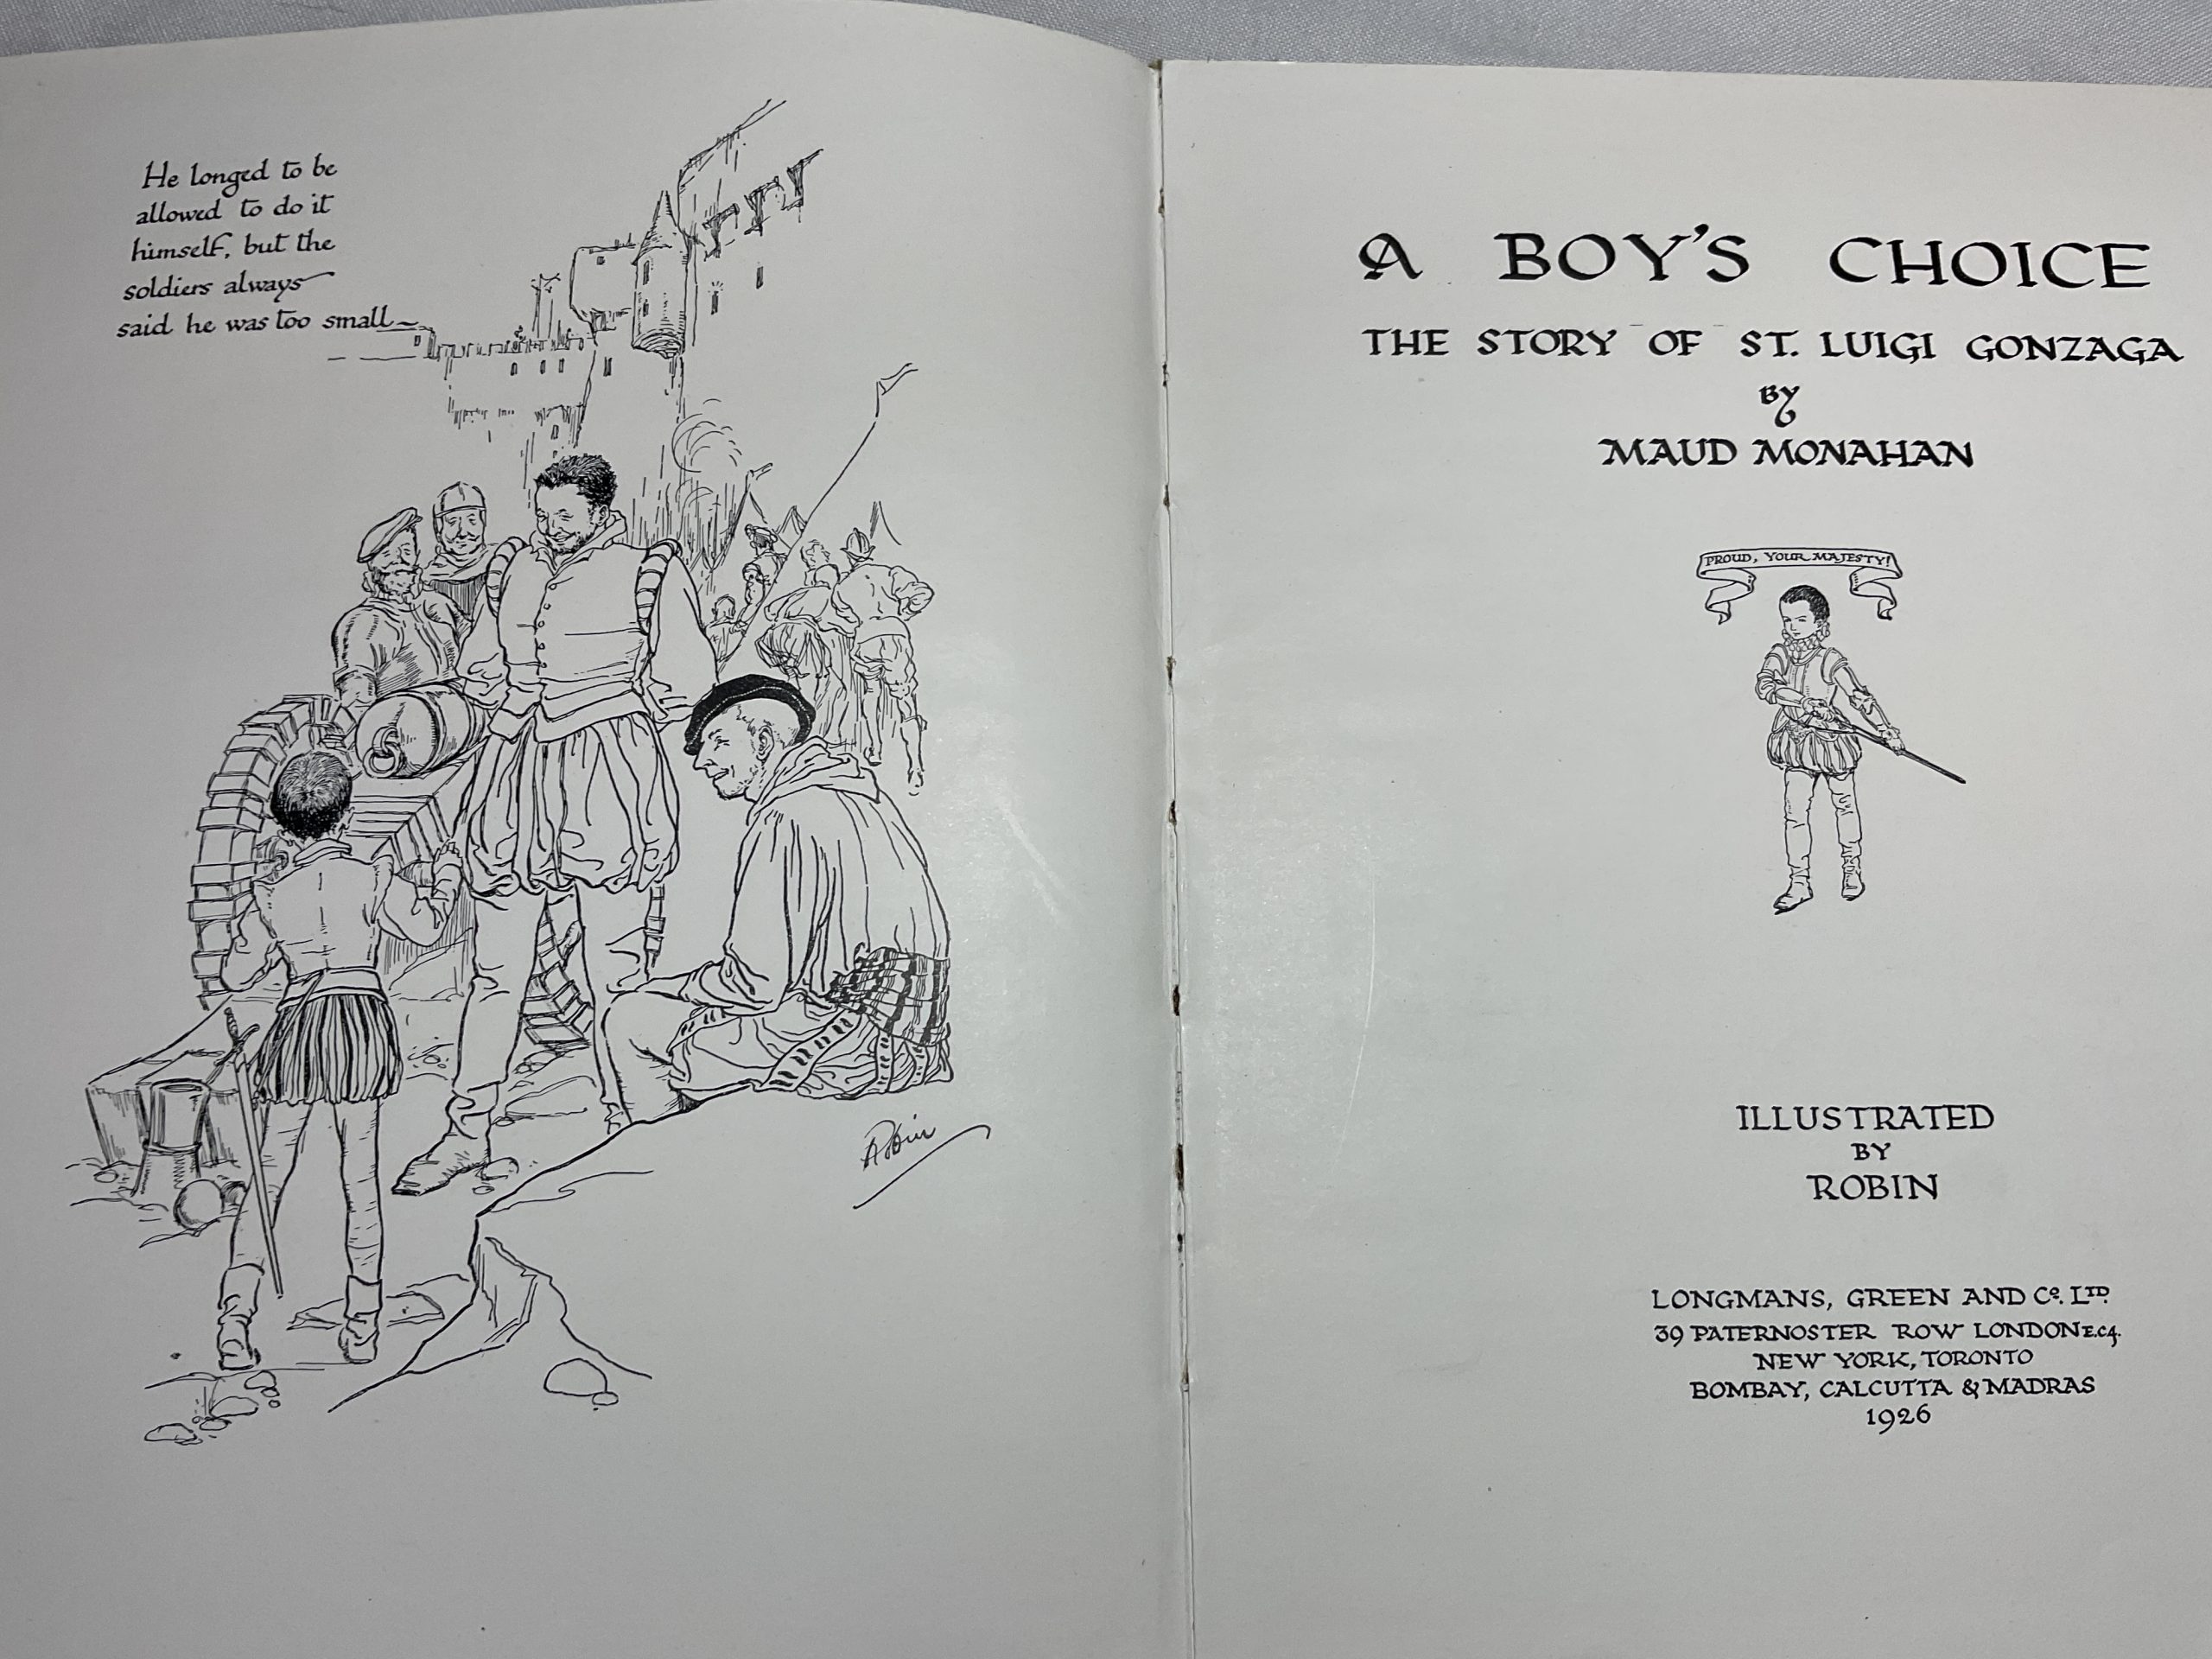 He longed to be
allowed to do it
himself, but the
soldiers always
said he was too small
Robin
A BOY'S CHOICE
THE STORY OF ST. LUIGI GONZAGA
BY
MAUD MONAHAN
PROUD, YOUR MAJESTY!
ILLUSTRATED
BY
ROBIN
LONGMANS, GREEN AND Co. LTD.
39 PATERNOSTER ROW LONDON E.C.4.
NEW YORK, TORONTO
BOMBAY, CALCUTTA & MADRAS
1926